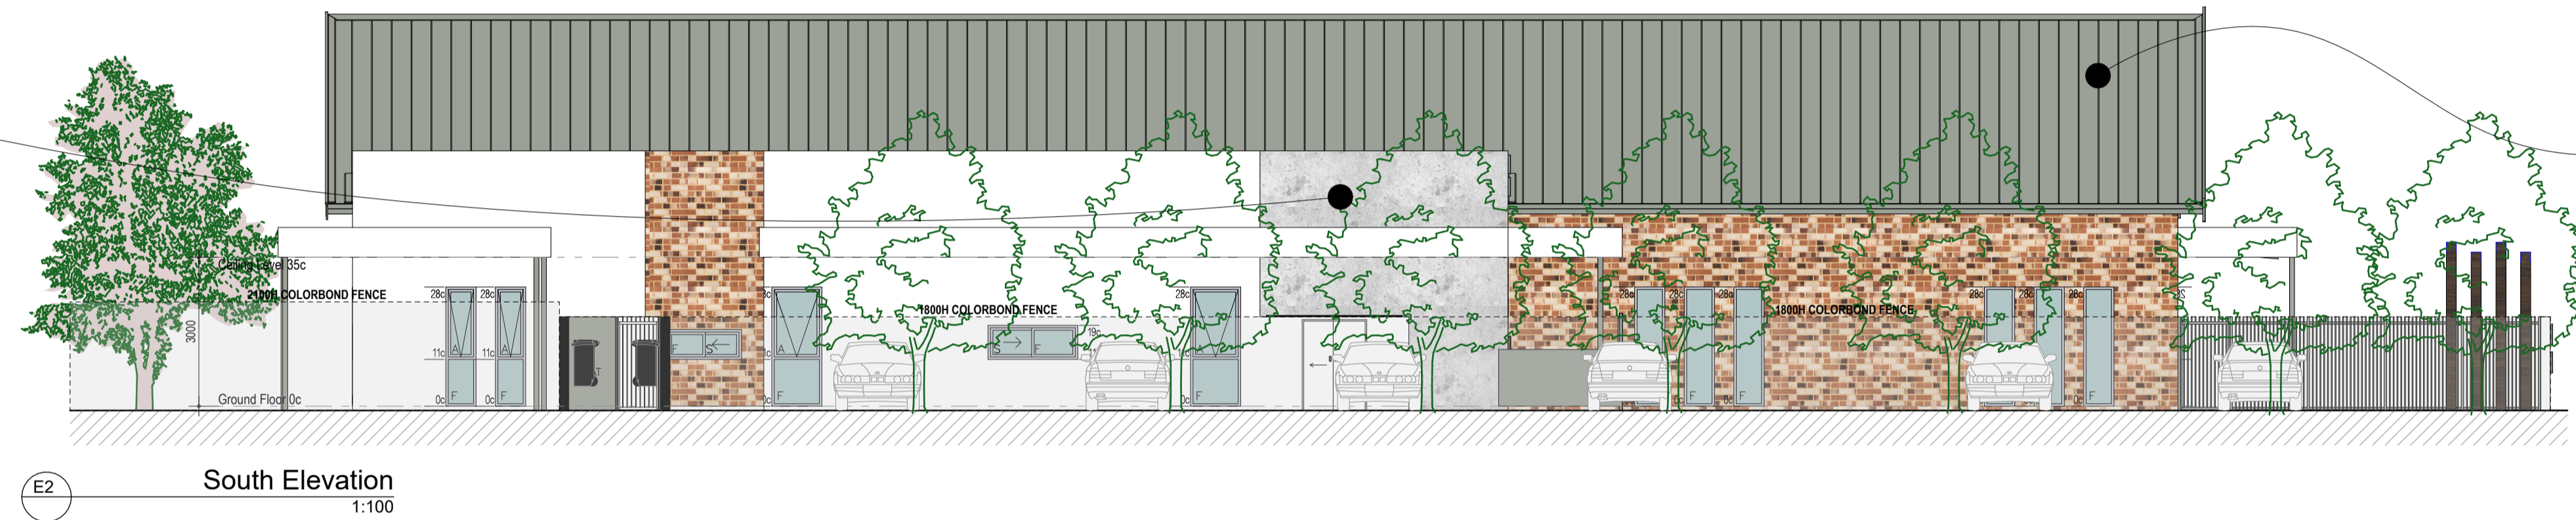 Ceiling Level 35c
2100H COLORBOND FENCE
3000
Ground Floor 0c
28c
28c
11c
11c
0c
0c
A
A
F
F
T
F
S
A
F
1800H COLORBOND FENCE
S
F
19c
28c
A
F
28c
28c
28c
F
F
1800H COLORBOND FENCE
28c
28c
28c
F
E2
South Elevation
1:100